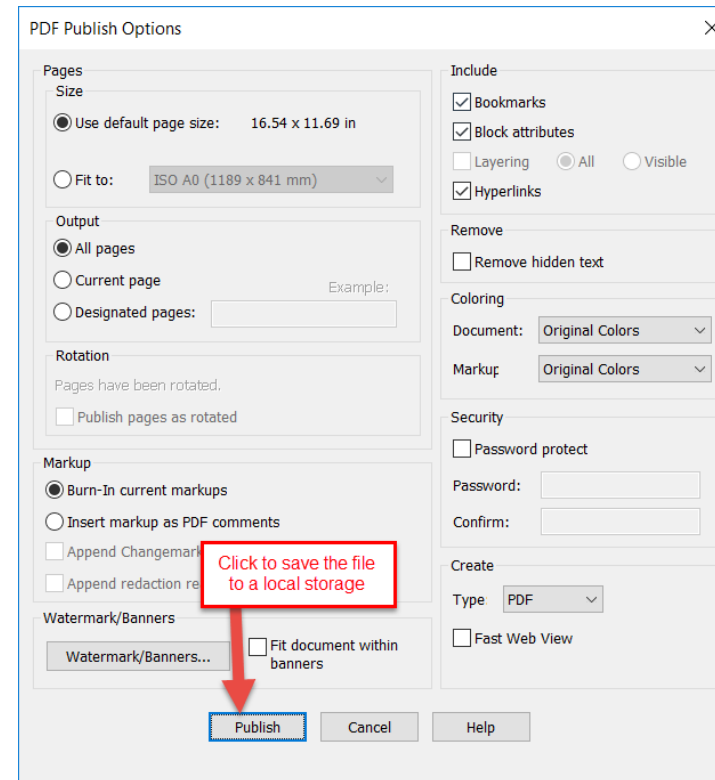 PDF Publish Options
Pages
Size
Use default page size: 16.54 x 11.69 in
Fit to: ISO A0 (1189 x 841 mm)
Output
All pages
Current page
Example:
Designated pages:
Rotation
Pages have been rotated.
Publish pages as rotated
Markup
Burn-In current markups
Insert markup as PDF comments
Append Changemark
Append redaction re
Click to save the file
to a local storage
Watermark/Banners
Watermark/Banners...
Fit document within
banners
Include
Bookmarks
Block attributes
Layering All Visible
Hyperlinks
Remove
Remove hidden text
Coloring
Document: Original Colors
Markup Original Colors
Security
Password protect
Password:
Confirm:
Create
Type PDF
Fast Web View
Publish Cancel Help